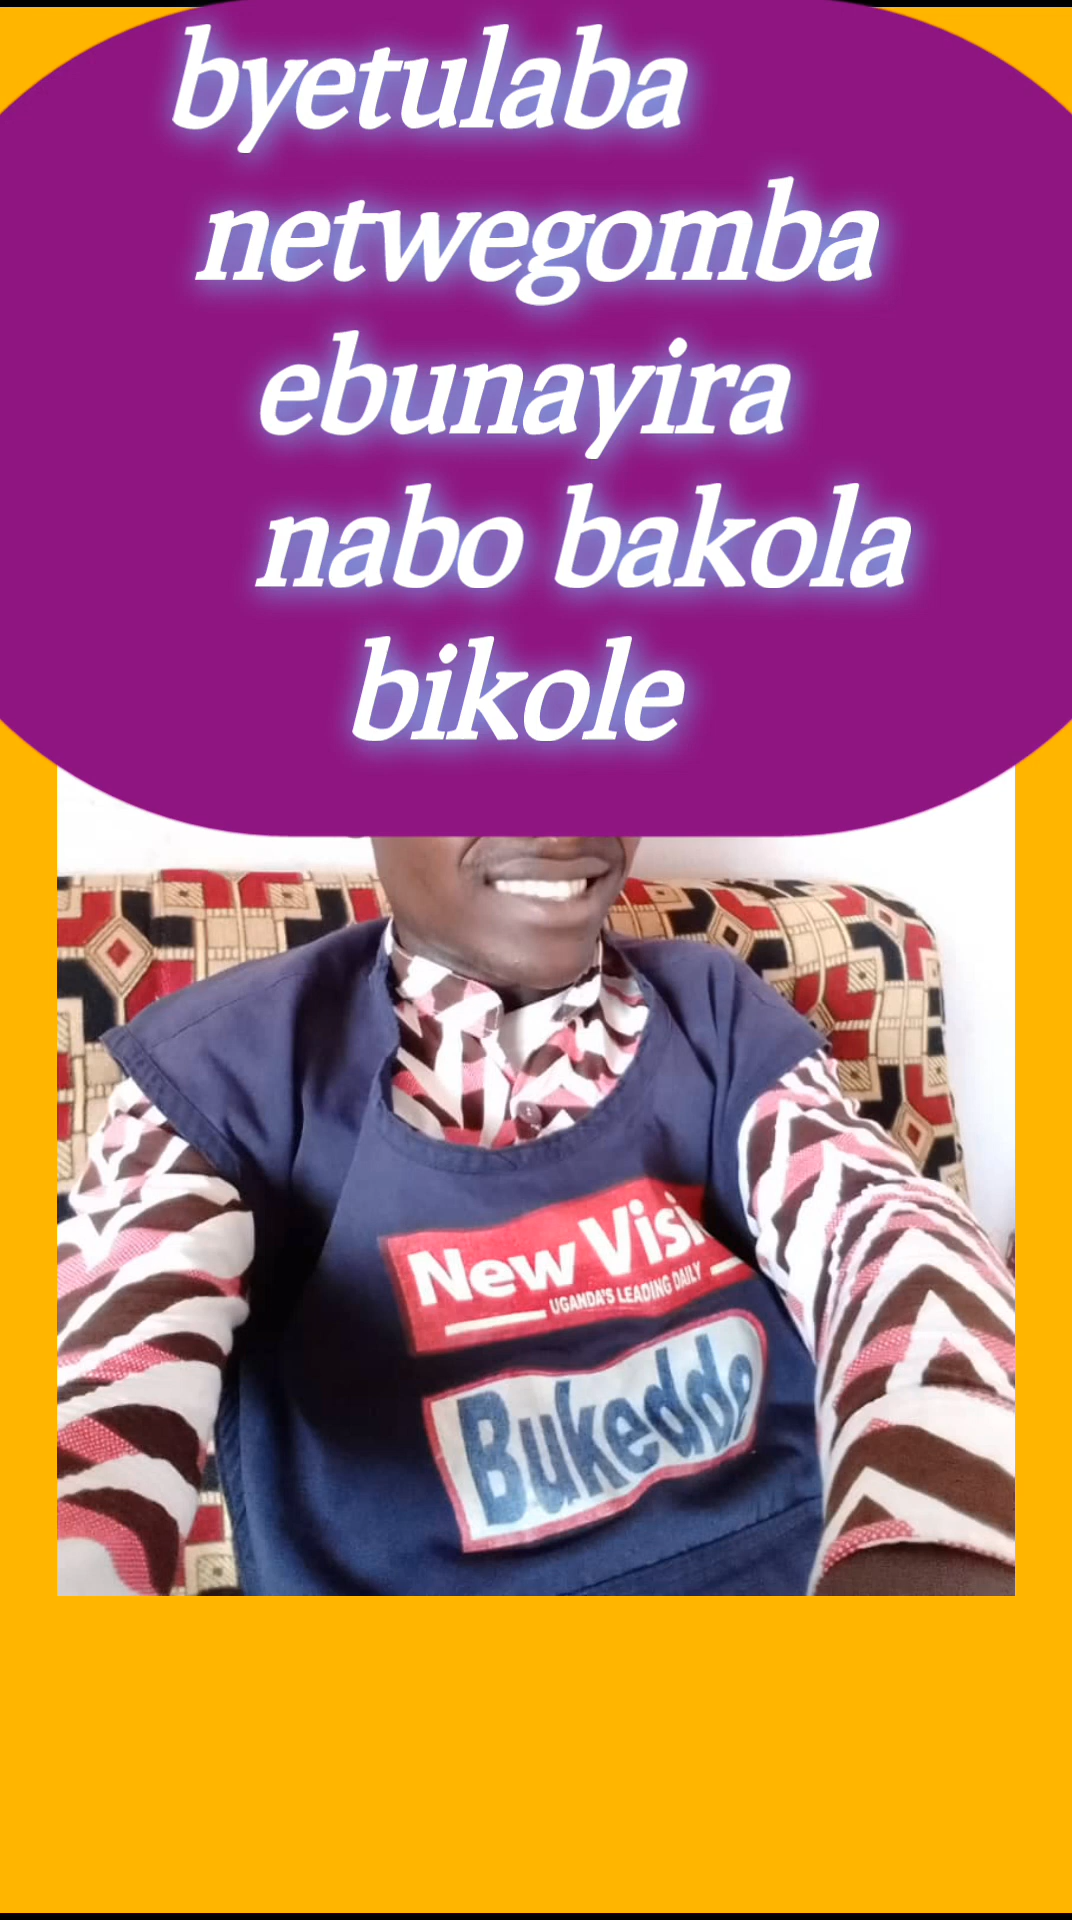 byetulaba
netwegomba
ebunayira
nabo bakola
bikole
New Visi
UGANDA'S LEADING DAILY
Bukedde